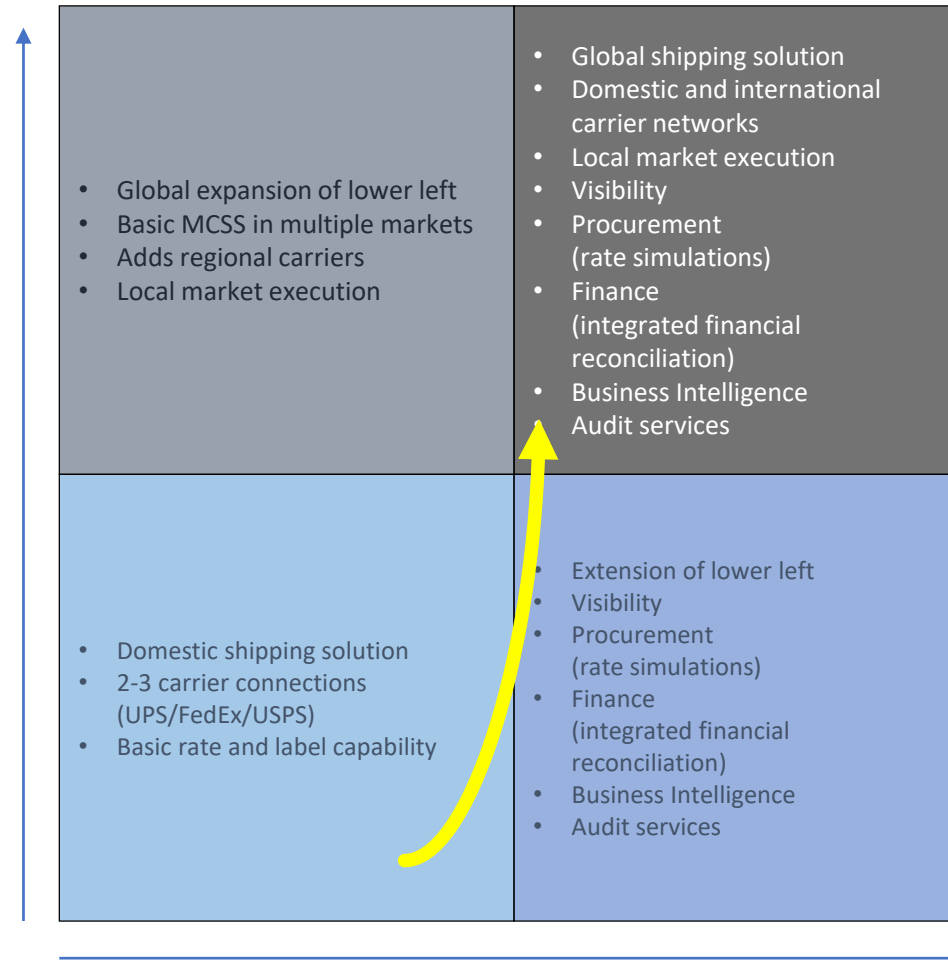 • Global expansion of lower left
• Basic MCSS in multiple markets
• Adds regional carriers
• Local market execution
• Global shipping solution
• Domestic and international
carrier networks
• Local market execution
• Visibility
• Procurement
(rate simulations)
• Finance
(integrated financial
reconciliation)
• Business Intelligence
• Audit services
• Domestic shipping solution
• 2-3 carrier connections
(UPS/FedEx/USPS)
• Basic rate and label capability
• Extension of lower left
• Visibility
• Procurement
(rate simulations)
• Finance
(integrated financial
reconciliation)
• Business Intelligence
• Audit services